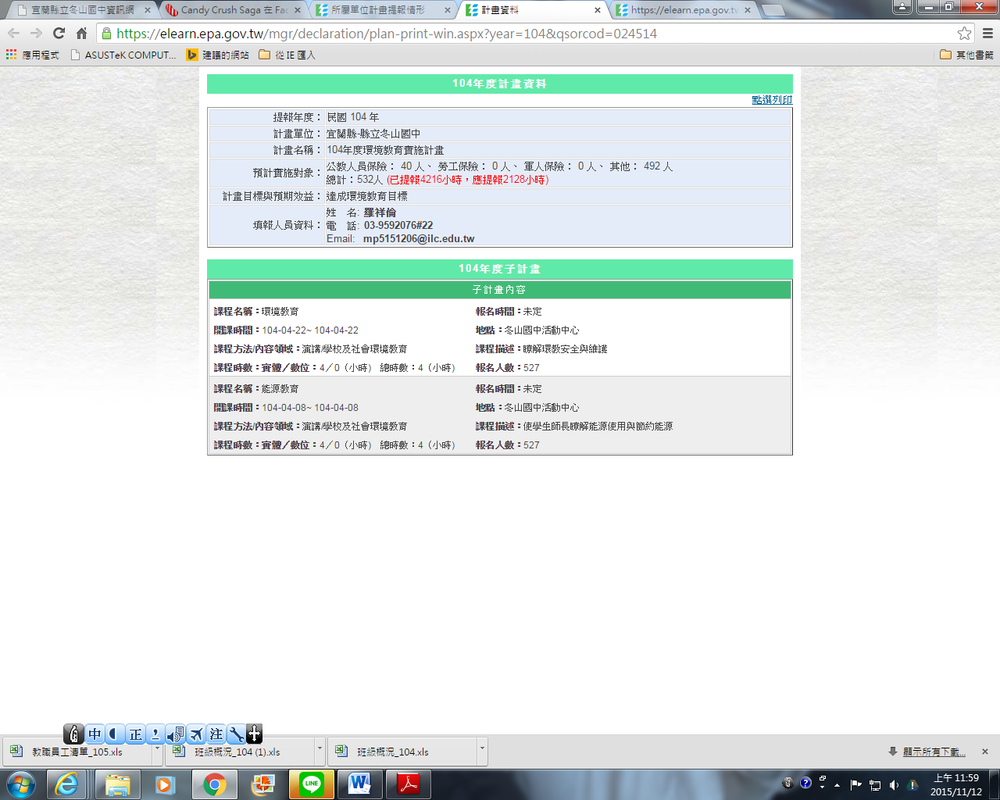 宜蘭縣立冬山國中資訊網
Candy Crush Saga 在 Fac
所屬單位計畫提報情形
計畫資料
https://elearn.epa.gov.tw
https://elearn.epa.gov.tw/mgr/declaration/plan-print-win.aspx?year=104&qsorcod=024514
應用程式
ASUSTeK COMPUT...
建議的網站
從 IE 匯入
其他書籤
104年度計畫資料
點選列印
提報年度： 民國 104 年
計畫單位： 宜蘭縣-縣立冬山國中
計畫名稱： 104年度環境教育實施計畫
預計實施對象： 公教人員保險： 40 人、 勞工保險： 0 人、 軍人保險： 0 人、 其他： 492 人
總計：532人 (已提報4216小時，應提報2128小時)
計畫目標與預期效益： 達成環境教育目標
填報人員資料： 姓 名: 羅祥倫
電 話: 03-9592076#22
Email: mp5151206@ilc.edu.tw
104年度子計畫
子計畫內容
課程名稱：環境教育 報名時間：未定
開課時間：104-04-22~ 104-04-22 地點：冬山國中活動中心
課程方法/內容領域：演講/學校及社會環境教育 課程描述：瞭解環教安全與維護
課程時數：實體／數位：4／0（小時） 總時數：4（小時） 報名人數：527
課程名稱：能源教育 報名時間：未定
開課時間：104-04-08~ 104-04-08 地點：冬山國中活動中心
課程方法/內容領域：演講/學校及社會環境教育 課程描述：使學生師長瞭解能源使用與節約能源
課程時數：實體／數位：4／0（小時） 總時數：4（小時） 報名人數：527
中 正 注
教職員工清單_105.xls
班級概況_104 (1).xls
班級概況_104.xls
顯示所有下載...
LINE
上午 11:59
2015/11/12